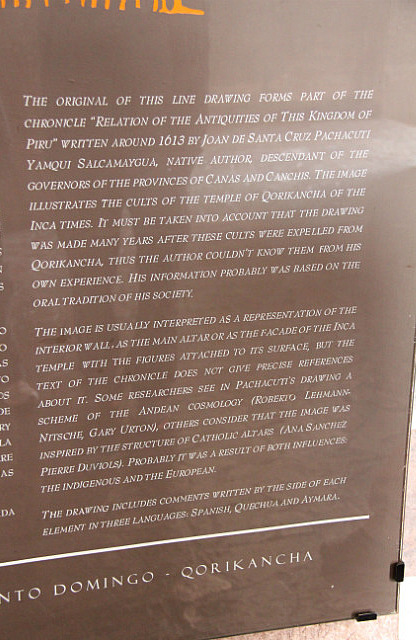 THE ORIGINAL OF THIS LINE DRAWING FORMS PART OF THE
CHRONICLE "RELATION OF THE ANTIQUITIES OF THIS KINGDOM OF
PIRU" WRITTEN AROUND 1613 BY JOAN DE SANTA CRUZ PACHACUTI
YAMQUI SALCAMAYGUA, NATIVE AUTHOR, DESCENDANT OF THE
GOVERNORS OF THE PROVINCES OF CANAS AND CANCHIS. THE IMAGE
ILLUSTRATES THE CULTS OF THE TEMPLE OF QORIKANCHA OF THE
INCA TIMES. IT MUST BE TAKEN INTO ACCOUNT THAT THE DRAWING
WAS MADE MANY YEARS AFTER THESE CULTS WERE EXPELLED FROM
QORIKANCHA, THUS THE AUTHOR COULDN'T KNOW THEM FROM HIS
OWN EXPERIENCE. HIS INFORMATION PROBABLY WAS BASED ON THE
ORAL TRADITION OF HIS SOCIETY.
THE IMAGE IS USUALLY INTERPRETED AS A REPRESENTATION OF THE
INTERIOR WALL, AS THE MAIN ALTAR OR AS THE FACADE OF THE INCA
TEMPLE WITH THE FIGURES ATTACHED TO ITS SURFACE, BUT THE
TEXT OF THE CHRONICLE DOES NOT GIVE PRECISE REFERENCES
ABOUT IT. SOME RESEARCHERS SEE IN PACHACUTI'S DRAWING A
SCHEME OF THE ANDEAN COSMOLOGY (ROBERTO LEHMANN-
NITSCHE, GARY URTON), OTHERS CONSIDER THAT THE IMAGE WAS
INSPIRED BY THE STRUCTURE OF CATHOLIC ALTARS (ANA SANCHEZ
PIERRE DUVIOLS). PROBABLY IT WAS A RESULT OF BOTH INFLUENCES:
THE INDIGENOUS AND THE EUROPEAN.
THE DRAWING INCLUDES COMMENTS WRITTEN BY THE SIDE OF EACH
ELEMENT IN THREE LANGUAGES: SPANISH, QUECHUA AND AYMARA.
NTO DOMINGO - QORIKANCHA